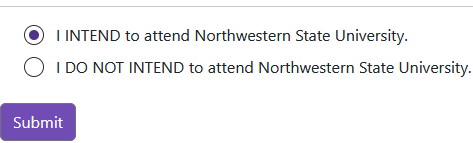 I INTEND to attend Northwestern State University.
I DO NOT INTEND to attend Northwestern State University.
Submit